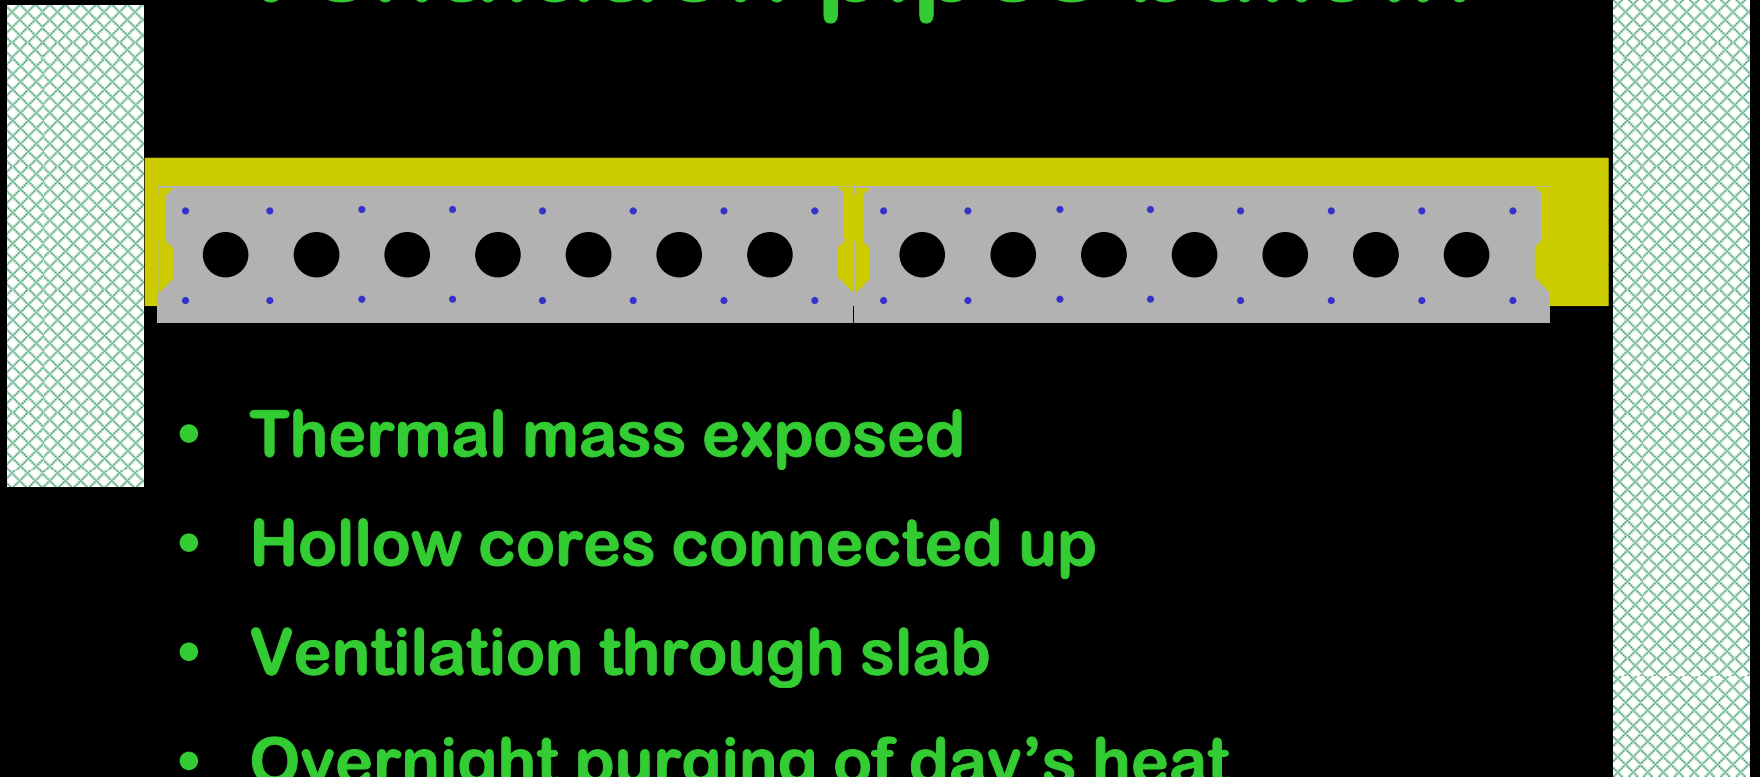 • Thermal mass exposed
• Hollow cores connected up
• Ventilation through slab
• Overnight purging of day’s heat